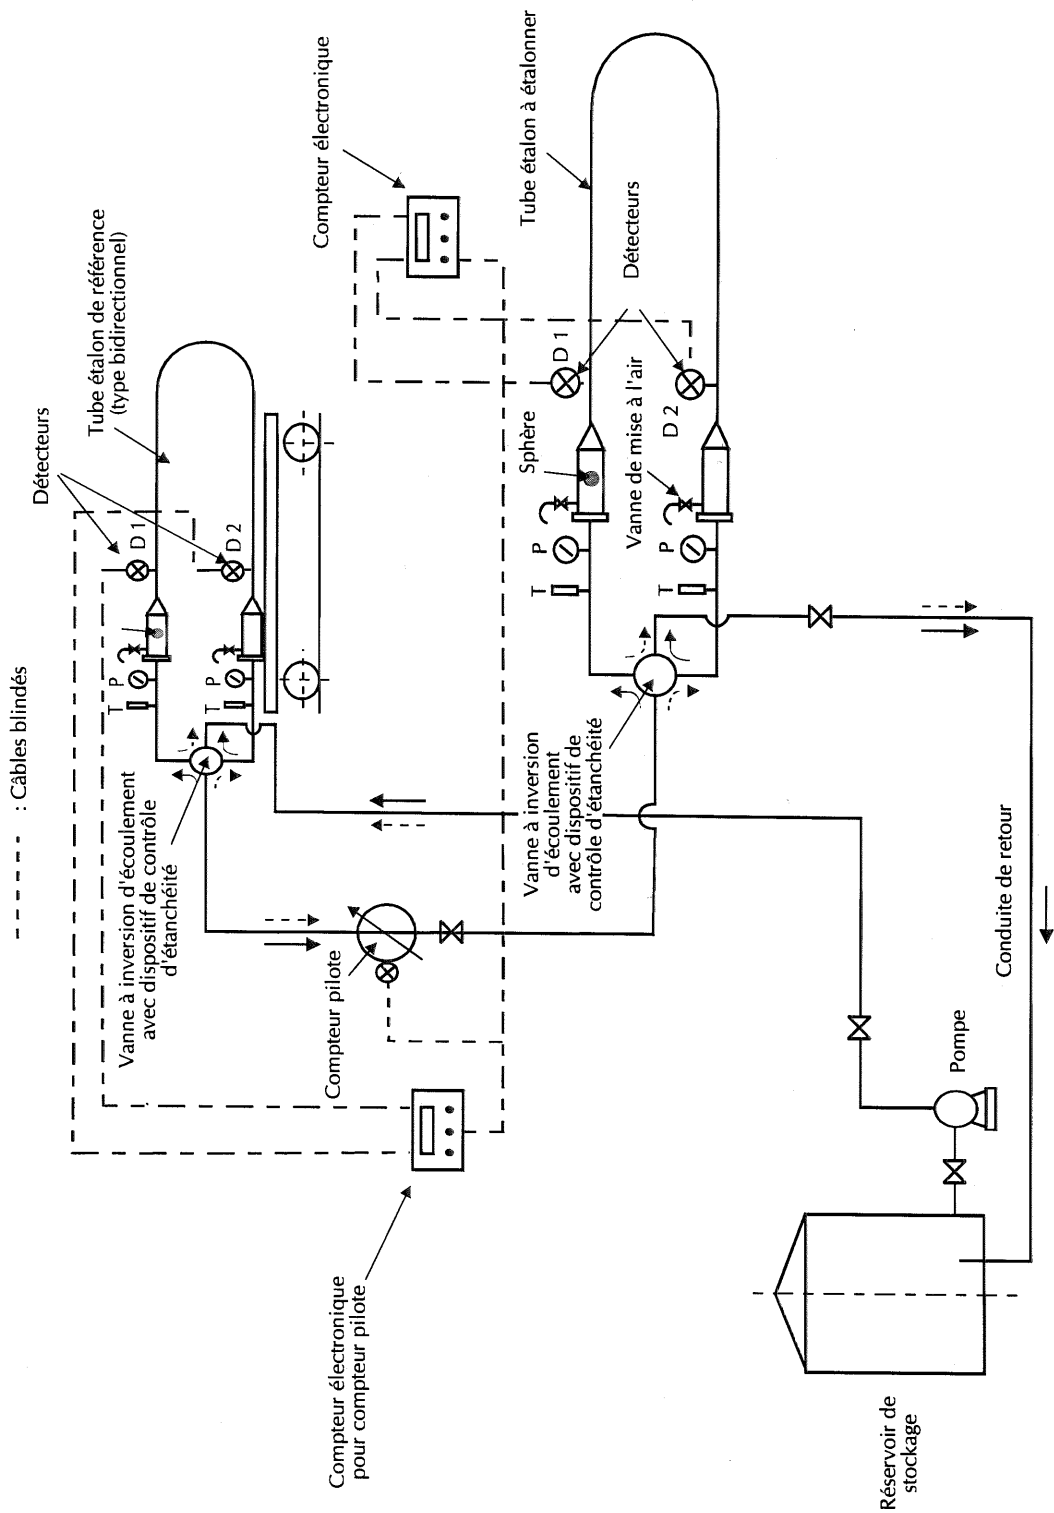 - - - - - - : Câbles blindés
Détecteurs
Tube étalon de référence
(type bidirectionnel)
T
P
D 1
T
P
D 2
Vanne à inversion d'écoulement
avec dispositif de contrôle
d'étanchéité
Compteur électronique
Compteur pilote
Compteur électronique
pour compteur pilote
Tube étalon à étalonner
Sphère
D 1
Détecteurs
T
P
Vanne de mise à l'air
D 2
T
P
Vanne à inversion
d'écoulement
avec dispositif de
contrôle d'étanchéité
Réservoir de
stockage
Pompe
Conduite de retour